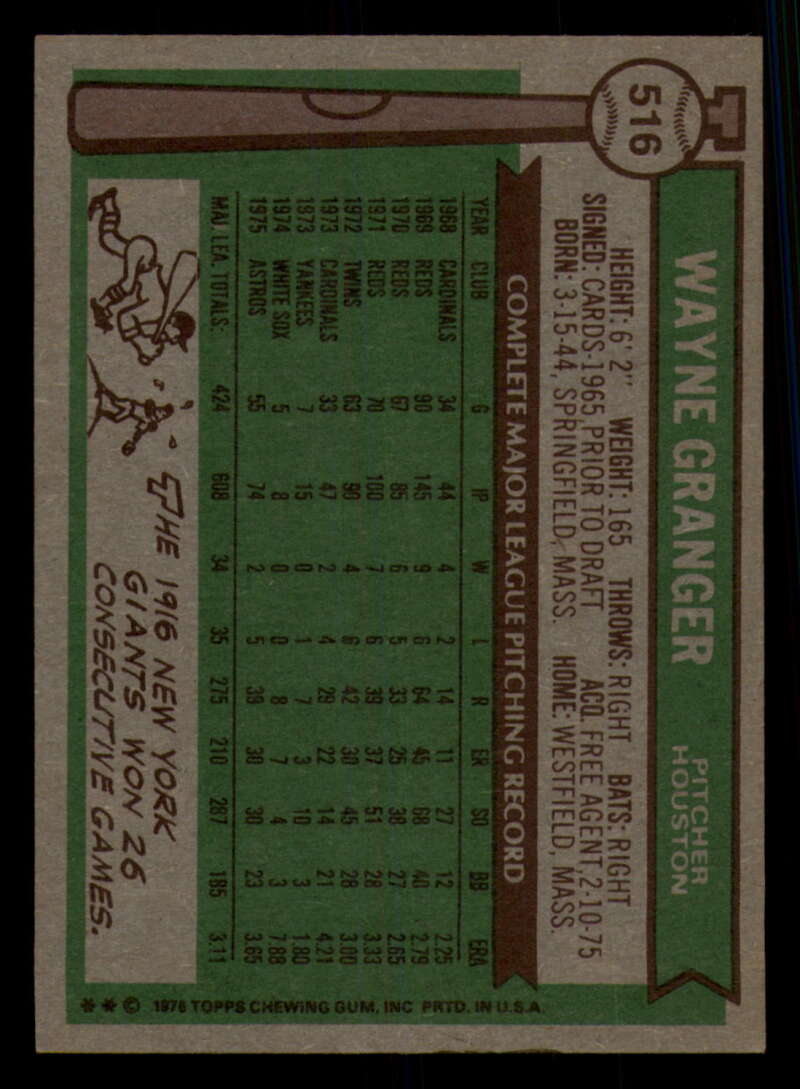 516
WAYNE GRANGER
PITCHER
HOUSTON
HEIGHT: 6'2" WEIGHT: 165 THROWS: RIGHT BATS: RIGHT
SIGNED: CARDS-1965, PRIOR TO DRAFT ACQ. FREE AGENT, 2-10-75
BORN: 3-15-44, SPRINGFIELD, MASS. HOME: WESTFIELD, MASS.
COMPLETE MAJOR LEAGUE PITCHING RECORD
YEAR CLUB G IP W L R ER SO BB ERA
1968 CARDINALS 34 44 4 2 14 11 27 12 2.25
1969 REDS 90 145 9 6 64 45 68 40 2.79
1970 REDS 67 85 6 5 33 25 38 27 2.65
1971 REDS 70 100 7 6 39 37 51 28 3.33
1972 TWINS 63 90 4 6 42 30 45 28 3.00
1973 CARDINALS 33 47 2 4 29 22 14 21 4.21
1973 YANKEES 7 15 0 1 7 3 10 3 1.80
1974 WHITE SOX 5 8 0 0 8 7 4 3 7.88
1975 ASTROS 55 74 2 5 39 30 30 23 3.65
MAJ. LEA. TOTALS: 424 608 34 35 275 210 287 185 3.11
THE 1916 NEW YORK
GIANTS WON 26
CONSECUTIVE GAMES.
** © 1976 TOPPS CHEWING GUM, INC PRTD. IN U.S.A.